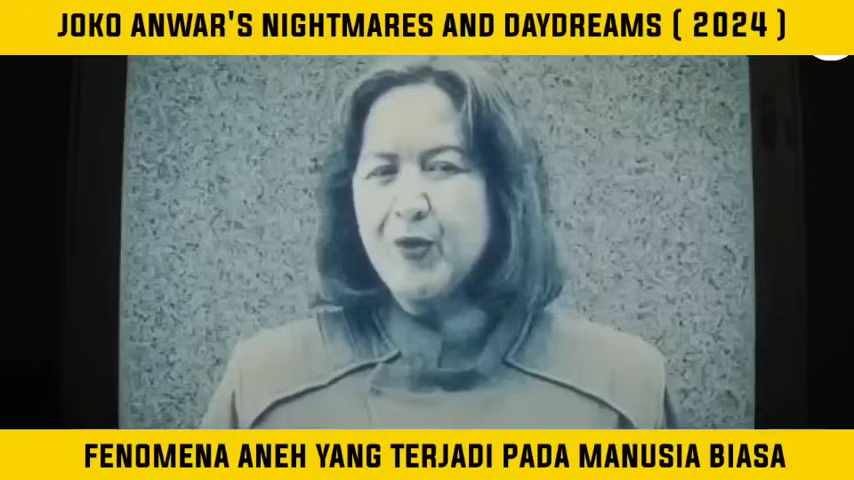 JOKO ANWAR'S NIGHTMARES AND DAYDREAMS ( 2024 )
FENOMENA ANEH YANG TERJADI PADA MANUSIA BIASA